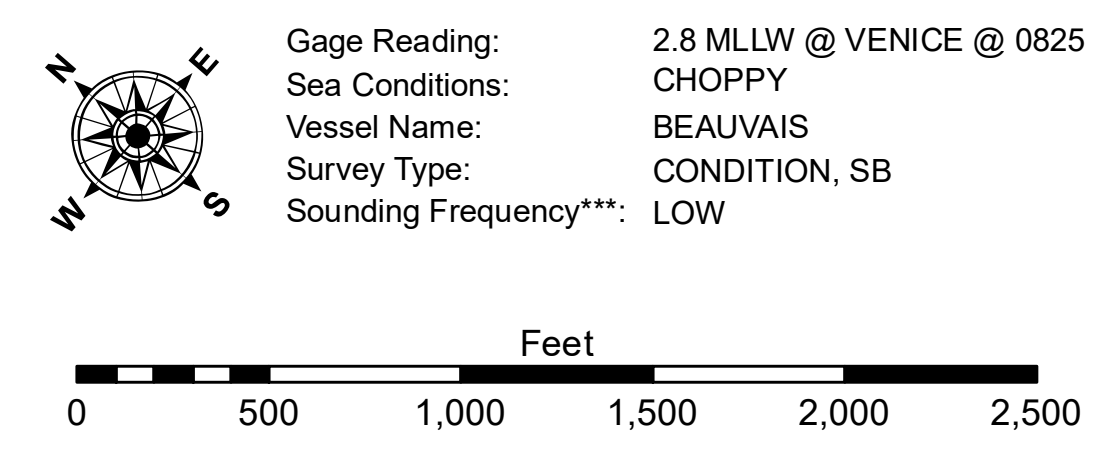 N
E
W
S
Gage Reading: 2.8 MLLW @ VENICE @ 0825
Sea Conditions: CHOPPY
Vessel Name: BEAUVAIS
Survey Type: CONDITION, SB
Sounding Frequency***: LOW
Feet
0 500 1,000 1,500 2,000 2,500